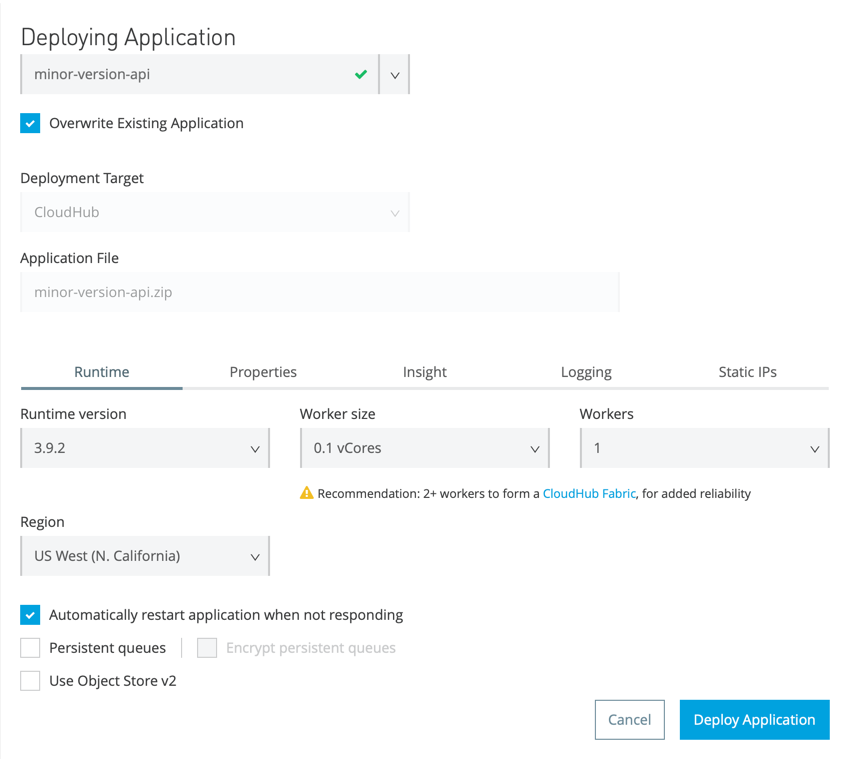 Deploying Application
minor-version-api
Overwrite Existing Application
Deployment Target
CloudHub
Application File
minor-version-api.zip
Runtime Properties Insight Logging Static IPs
Runtime version Worker size Workers
3.9.2 0.1 vCores 1
Recommendation: 2+ workers to form a CloudHub Fabric, for added reliability
Region
US West (N. California)
Automatically restart application when not responding
Persistent queues Encrypt persistent queues
Use Object Store v2
Cancel Deploy Application